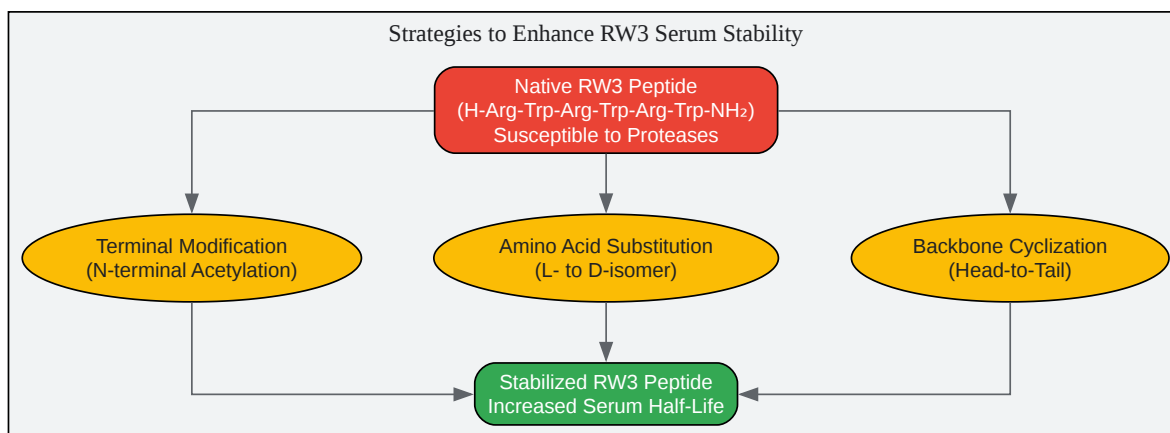 Strategies to Enhance RW3 Serum Stability
Native RW3 Peptide
(H-Arg-Trp-Arg-Trp-Arg-Trp-NH₂)
Susceptible to Proteases
Terminal Modification
(N-terminal Acetylation)
Amino Acid Substitution
(L- to D-isomer)
Backbone Cyclization
(Head-to-Tail)
Stabilized RW3 Peptide
Increased Serum Half-Life